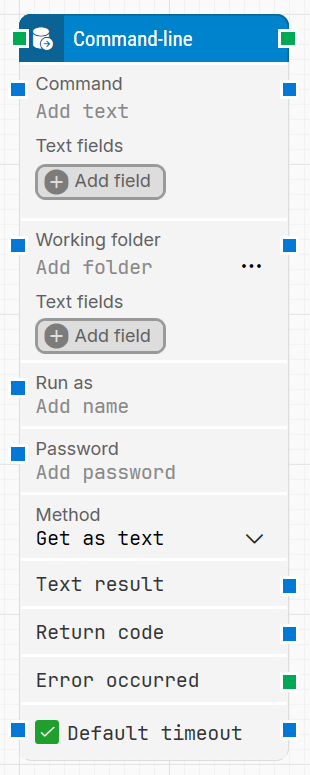 Command-line
Command
Add text
Text fields
Add field
Working folder
Add folder
Text fields
Add field
Run as
Add name
Password
Add password
Method
Get as text
Text result
Return code
Error occurred
Default timeout